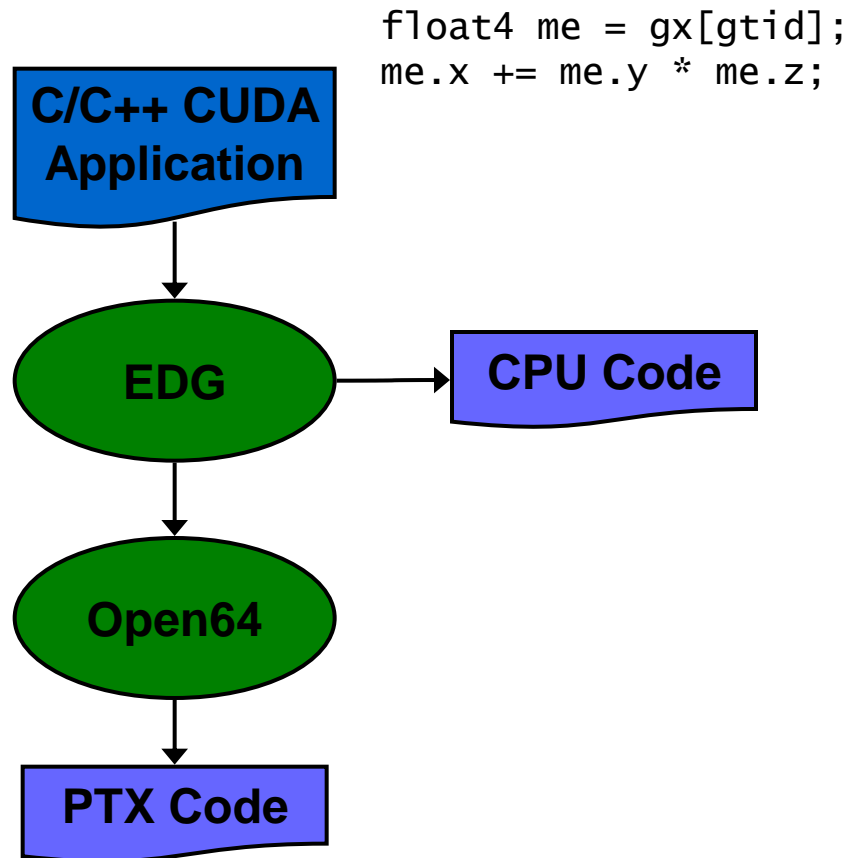 float4 me = gx[gtid];
me.x += me.y * me.z;
C/C++ CUDA
Application
EDG
CPU Code
Open64
PTX Code